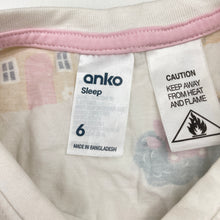 anko
Sleep
6
MADE IN BANGLADESH
CAUTION
KEEP AWAY
FROM HEAT
AND FLAME